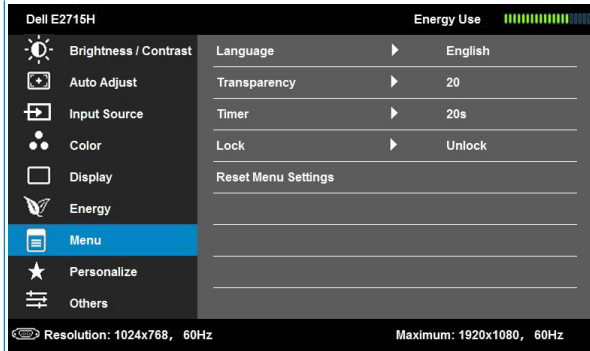 Dell E2715H Energy Use
Brightness / Contrast Language English
Auto Adjust Transparency 20
Input Source Timer 20s
Color Lock Unlock
Display Reset Menu Settings
Energy
Menu
Personalize
Others
Resolution: 1024x768, 60Hz Maximum: 1920x1080, 60Hz